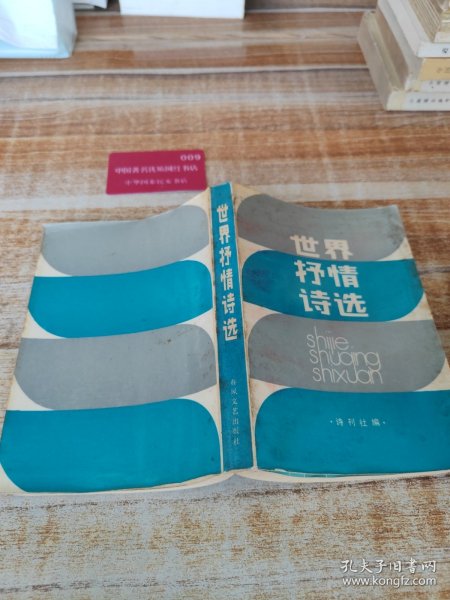 009
世界抒情诗选
春风文艺出版社
世界
抒情
诗选
shijie
shuqing
shixuan
·诗刊社编·
孔夫子旧书网
www.kongfz.com